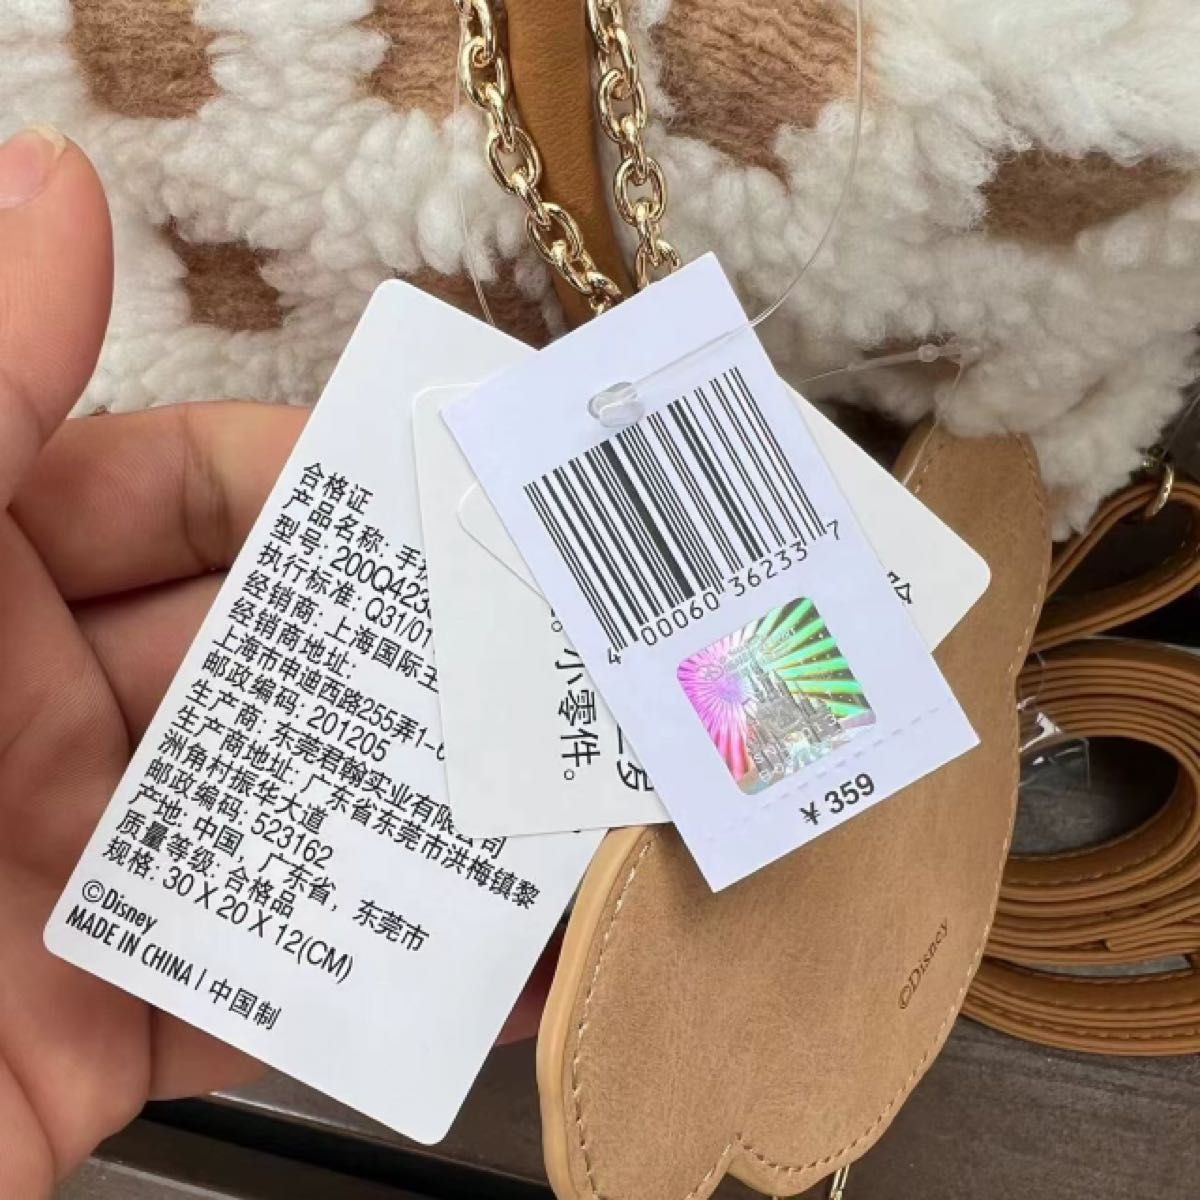 合格证
产品名称: 手
型号: 200Q423
执行标准: Q31/01
经销商: 上海国际主
经销商地址:
上海市申迪西路255弄1-6
邮政编码: 201205
生产商: 东莞君翰实业有限公司
生产商地址: 广东省东莞市洪梅镇黎
洲角村振华大道
邮政编码: 523162
产地: 中国, 广东省, 东莞市
质量等级: 合格品
规格: 30 X 20 X 12(CM)
©Disney
MADE IN CHINA | 中国制
。小零件。
4 00060 36233 7
¥ 359
©Disney